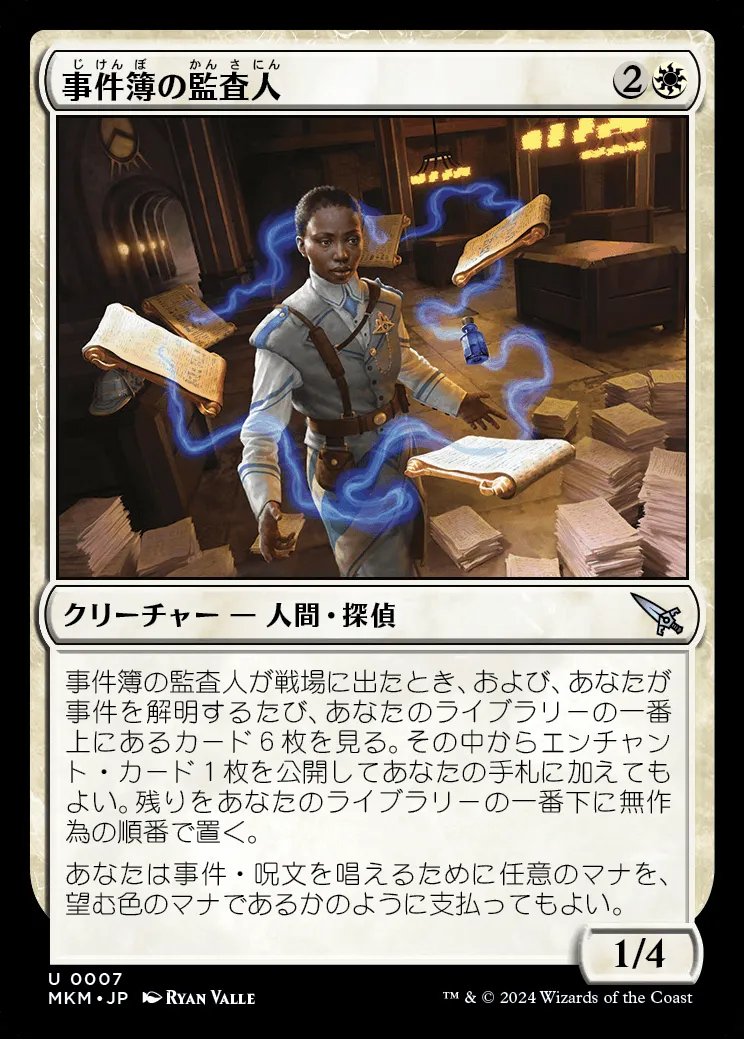 じけんぼ かんさにん
事件簿の監査人 2
クリーチャー — 人間・探偵
事件簿の監査人が戦場に出たとき、および、あなたが
事件を解明するたび、あなたのライブラリーの一番
上にあるカード6枚を見る。その中からエンチャン
ト・カード1枚を公開してあなたの手札に加えても
よい。残りをあなたのライブラリーの一番下に無作
為の順番で置く。
あなたは事件・呪文を唱えるために任意のマナを、
望む色のマナであるかのように支払ってもよい。
1/4
U 0007
MKM • JP RYAN VALLE
™ & © 2024 Wizards of the Coast